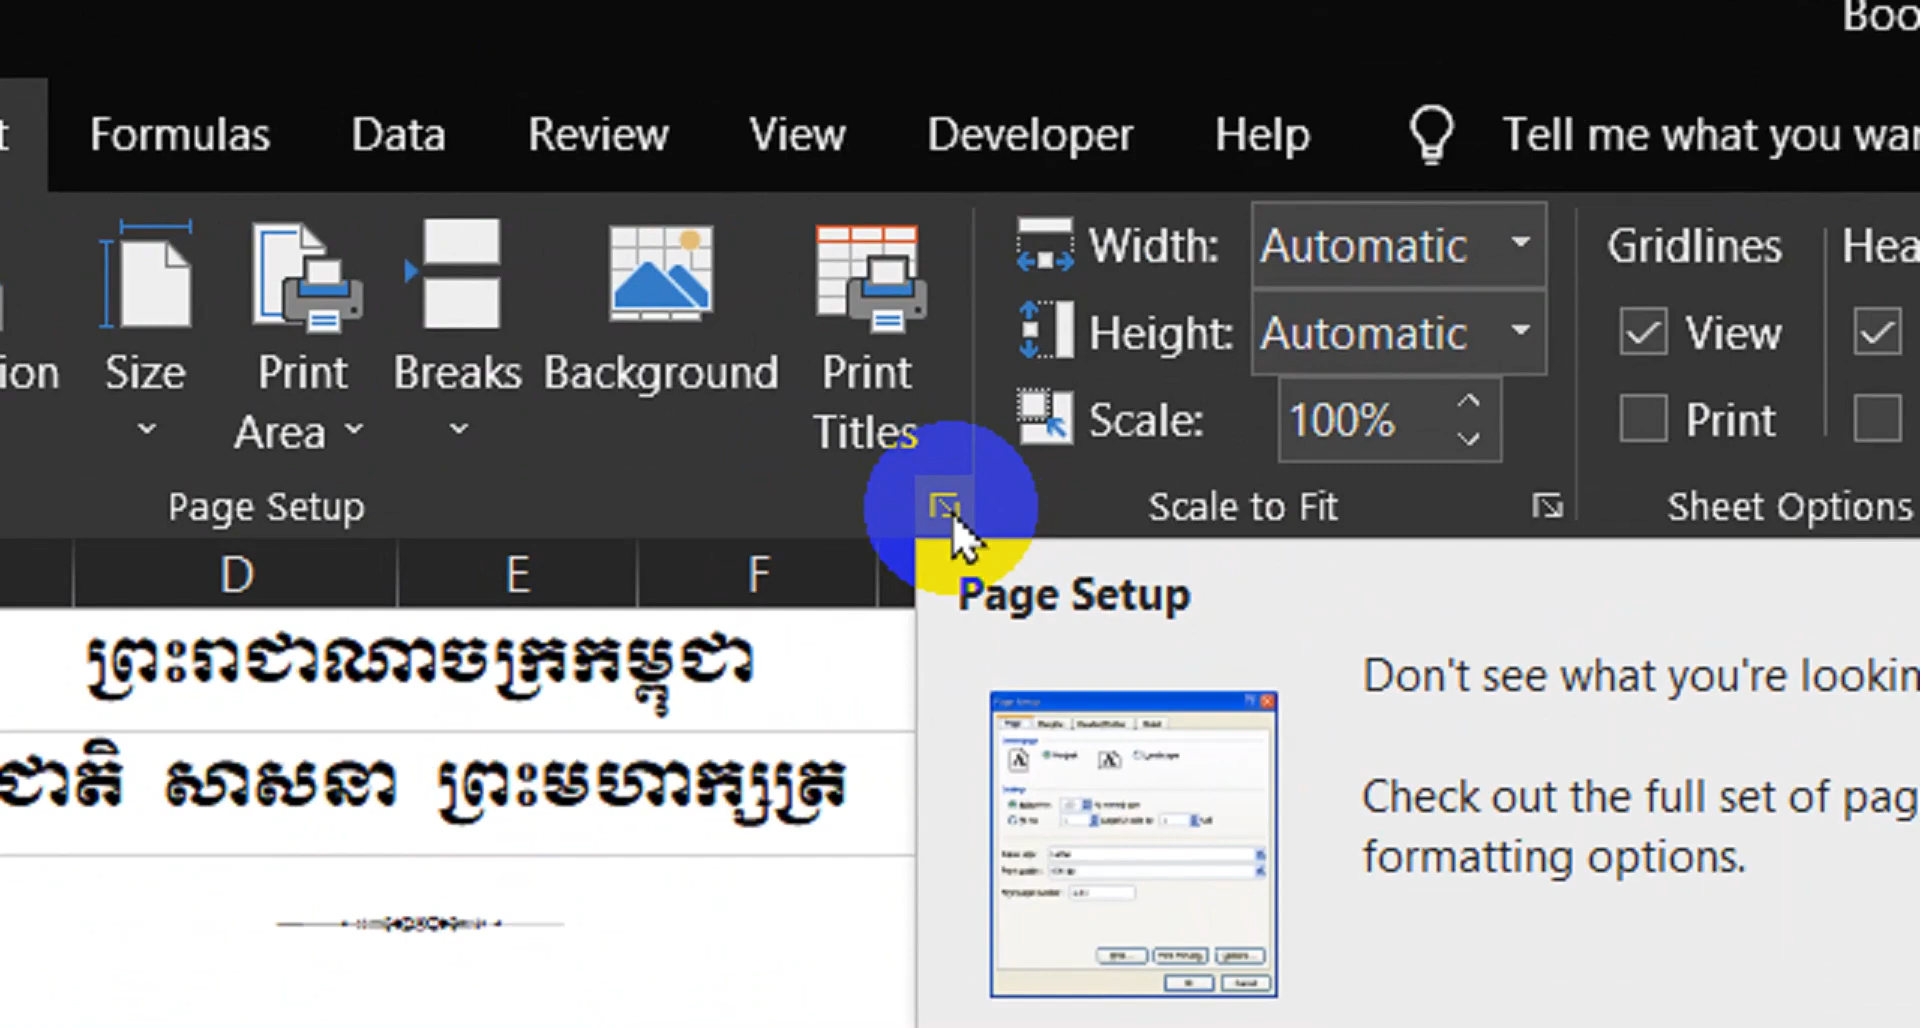 Boo
t Formulas Data Review View Developer Help Tell me what you wan
Width: Automatic Gridlines Hea
Height: Automatic View
ion Size Print Area Breaks Background Print Titles
Scale: 100% Print
Page Setup Scale to Fit Sheet Options
D E F
Page Setup
ព្រះរាជាណាចក្រកម្ពុជា
Don't see what you're lookin
ជាតិ សាសនា ព្រះមហាក្សត្រ
Check out the full set of pag
formatting options.